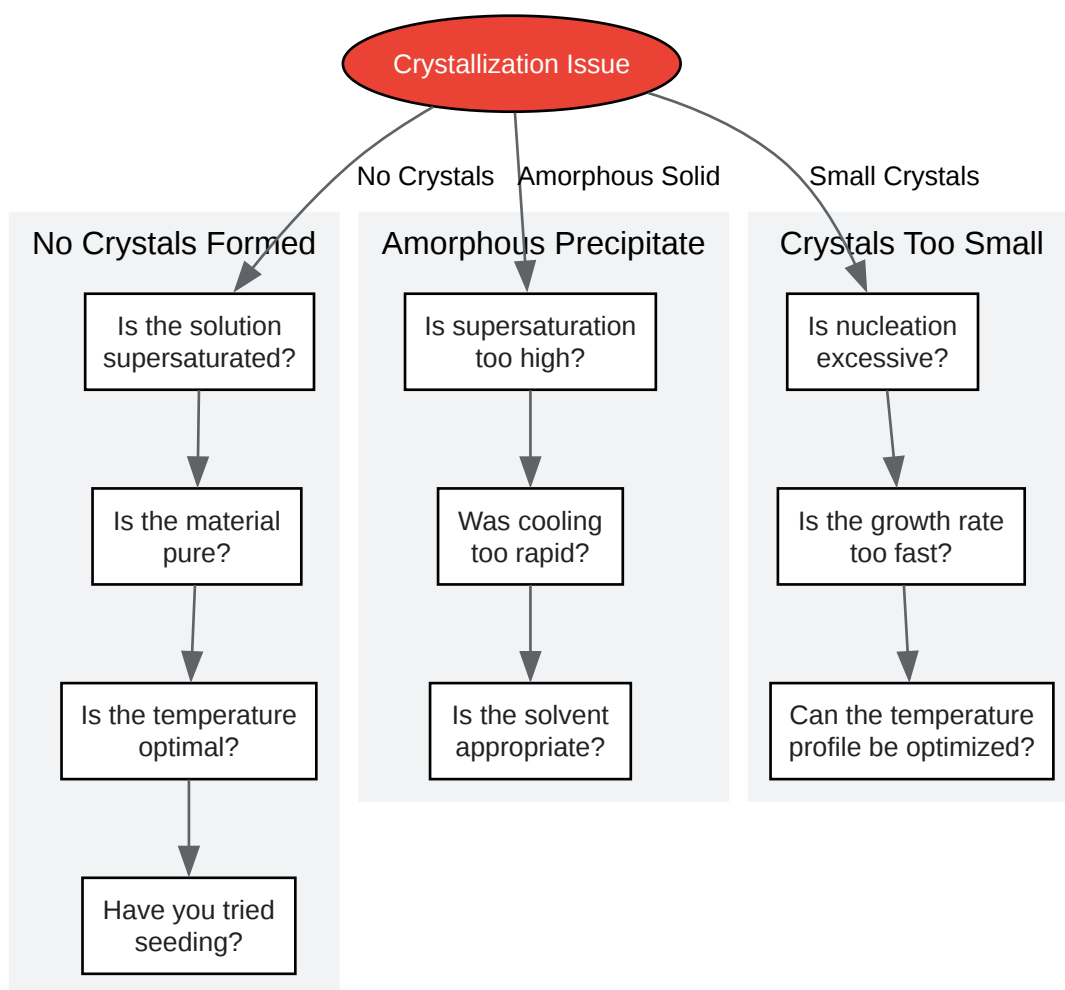 Crystallization Issue
No Crystals
Amorphous Solid
Small Crystals
No Crystals Formed
Is the solution
supersaturated?
Is the material
pure?
Is the temperature
optimal?
Have you tried
seeding?
Amorphous Precipitate
Is supersaturation
too high?
Was cooling
too rapid?
Is the solvent
appropriate?
Crystals Too Small
Is nucleation
excessive?
Is the growth rate
too fast?
Can the temperature
profile be optimized?